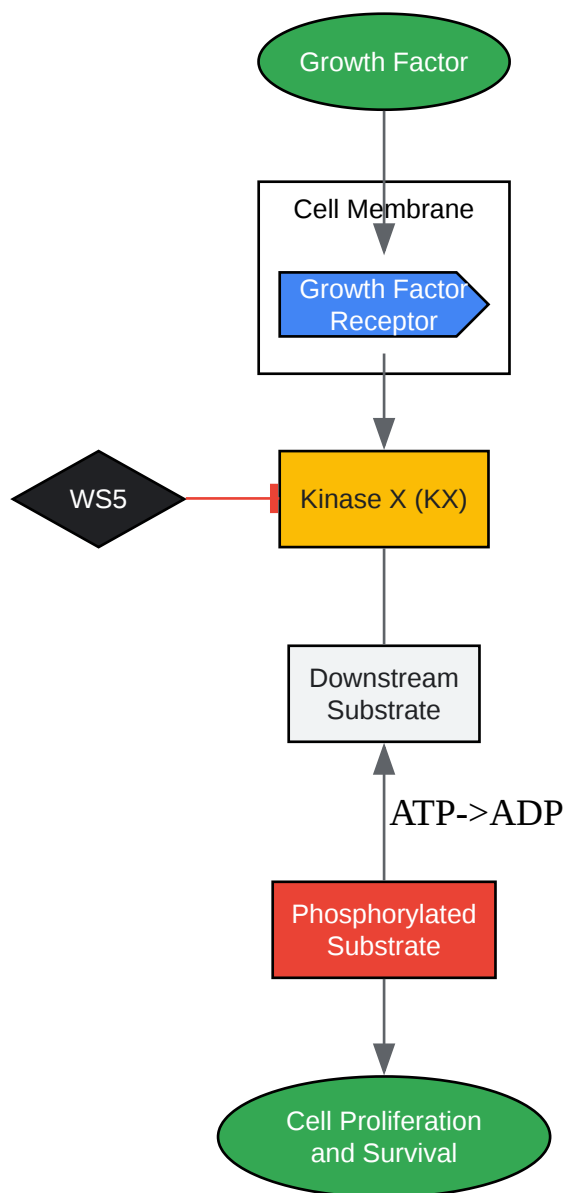 Growth Factor
Cell Membrane
Growth Factor
Receptor
WS5
Kinase X (KX)
Downstream
Substrate
ATP->ADP
Phosphorylated
Substrate
Cell Proliferation
and Survival